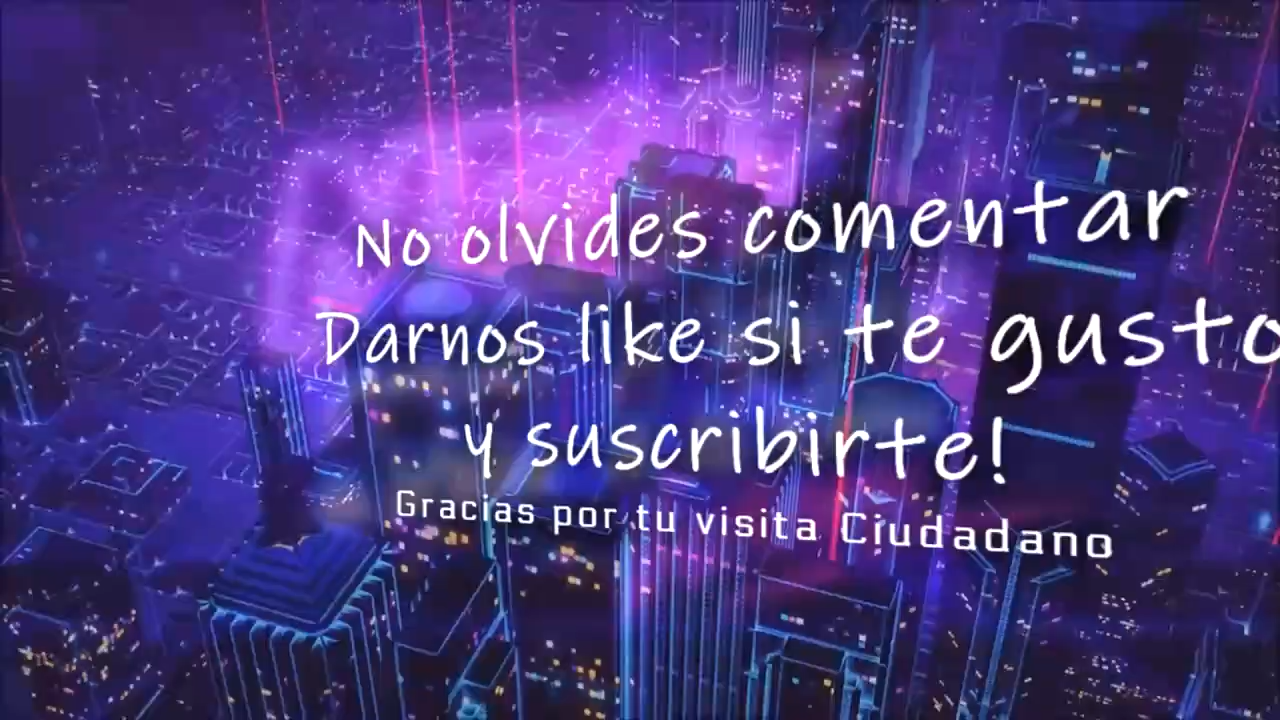 No olvides comentar
Darnos like si te gusto
y suscribirte!
Gracias por tu visita Ciudadano